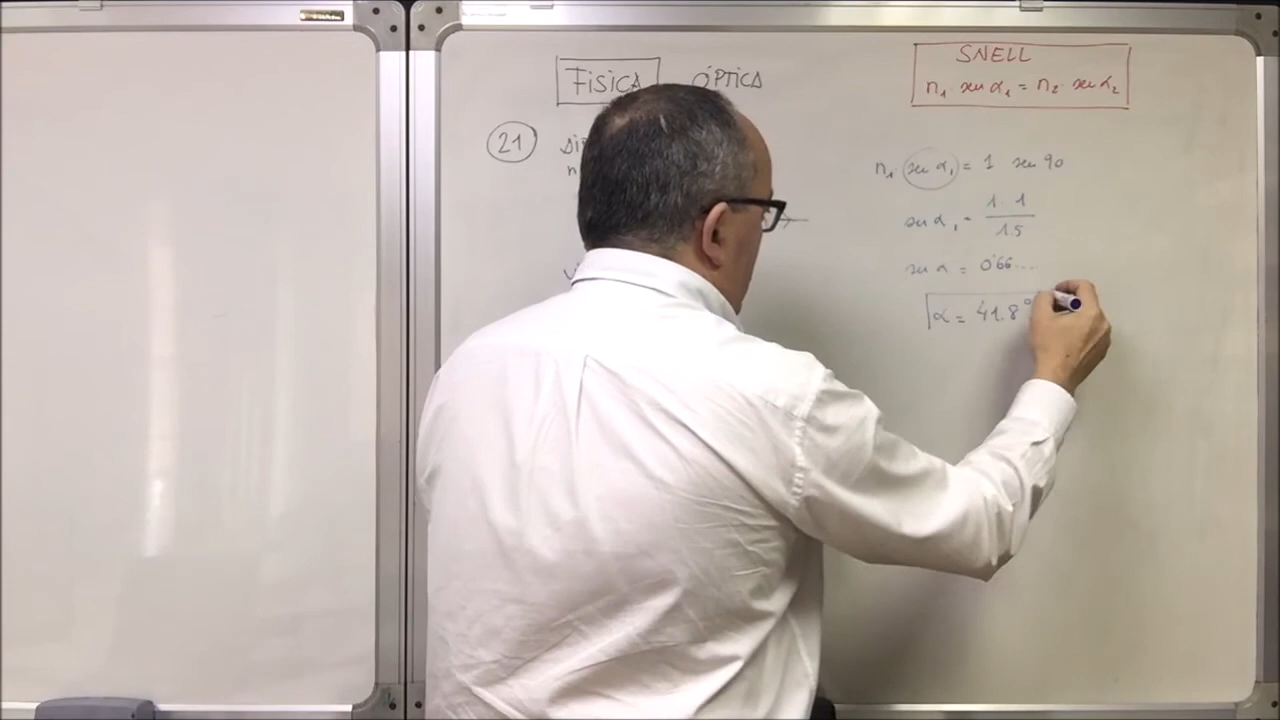 FISICA ÓPTICA
SNELL
n₁ · sen α₁ = n₂ · sen α₂
21
n₁ · sen α₁ = 1 sen 90
sen α₁ = 1 · 1 / 1.5
sen α = 0'66...
α = 41.8º